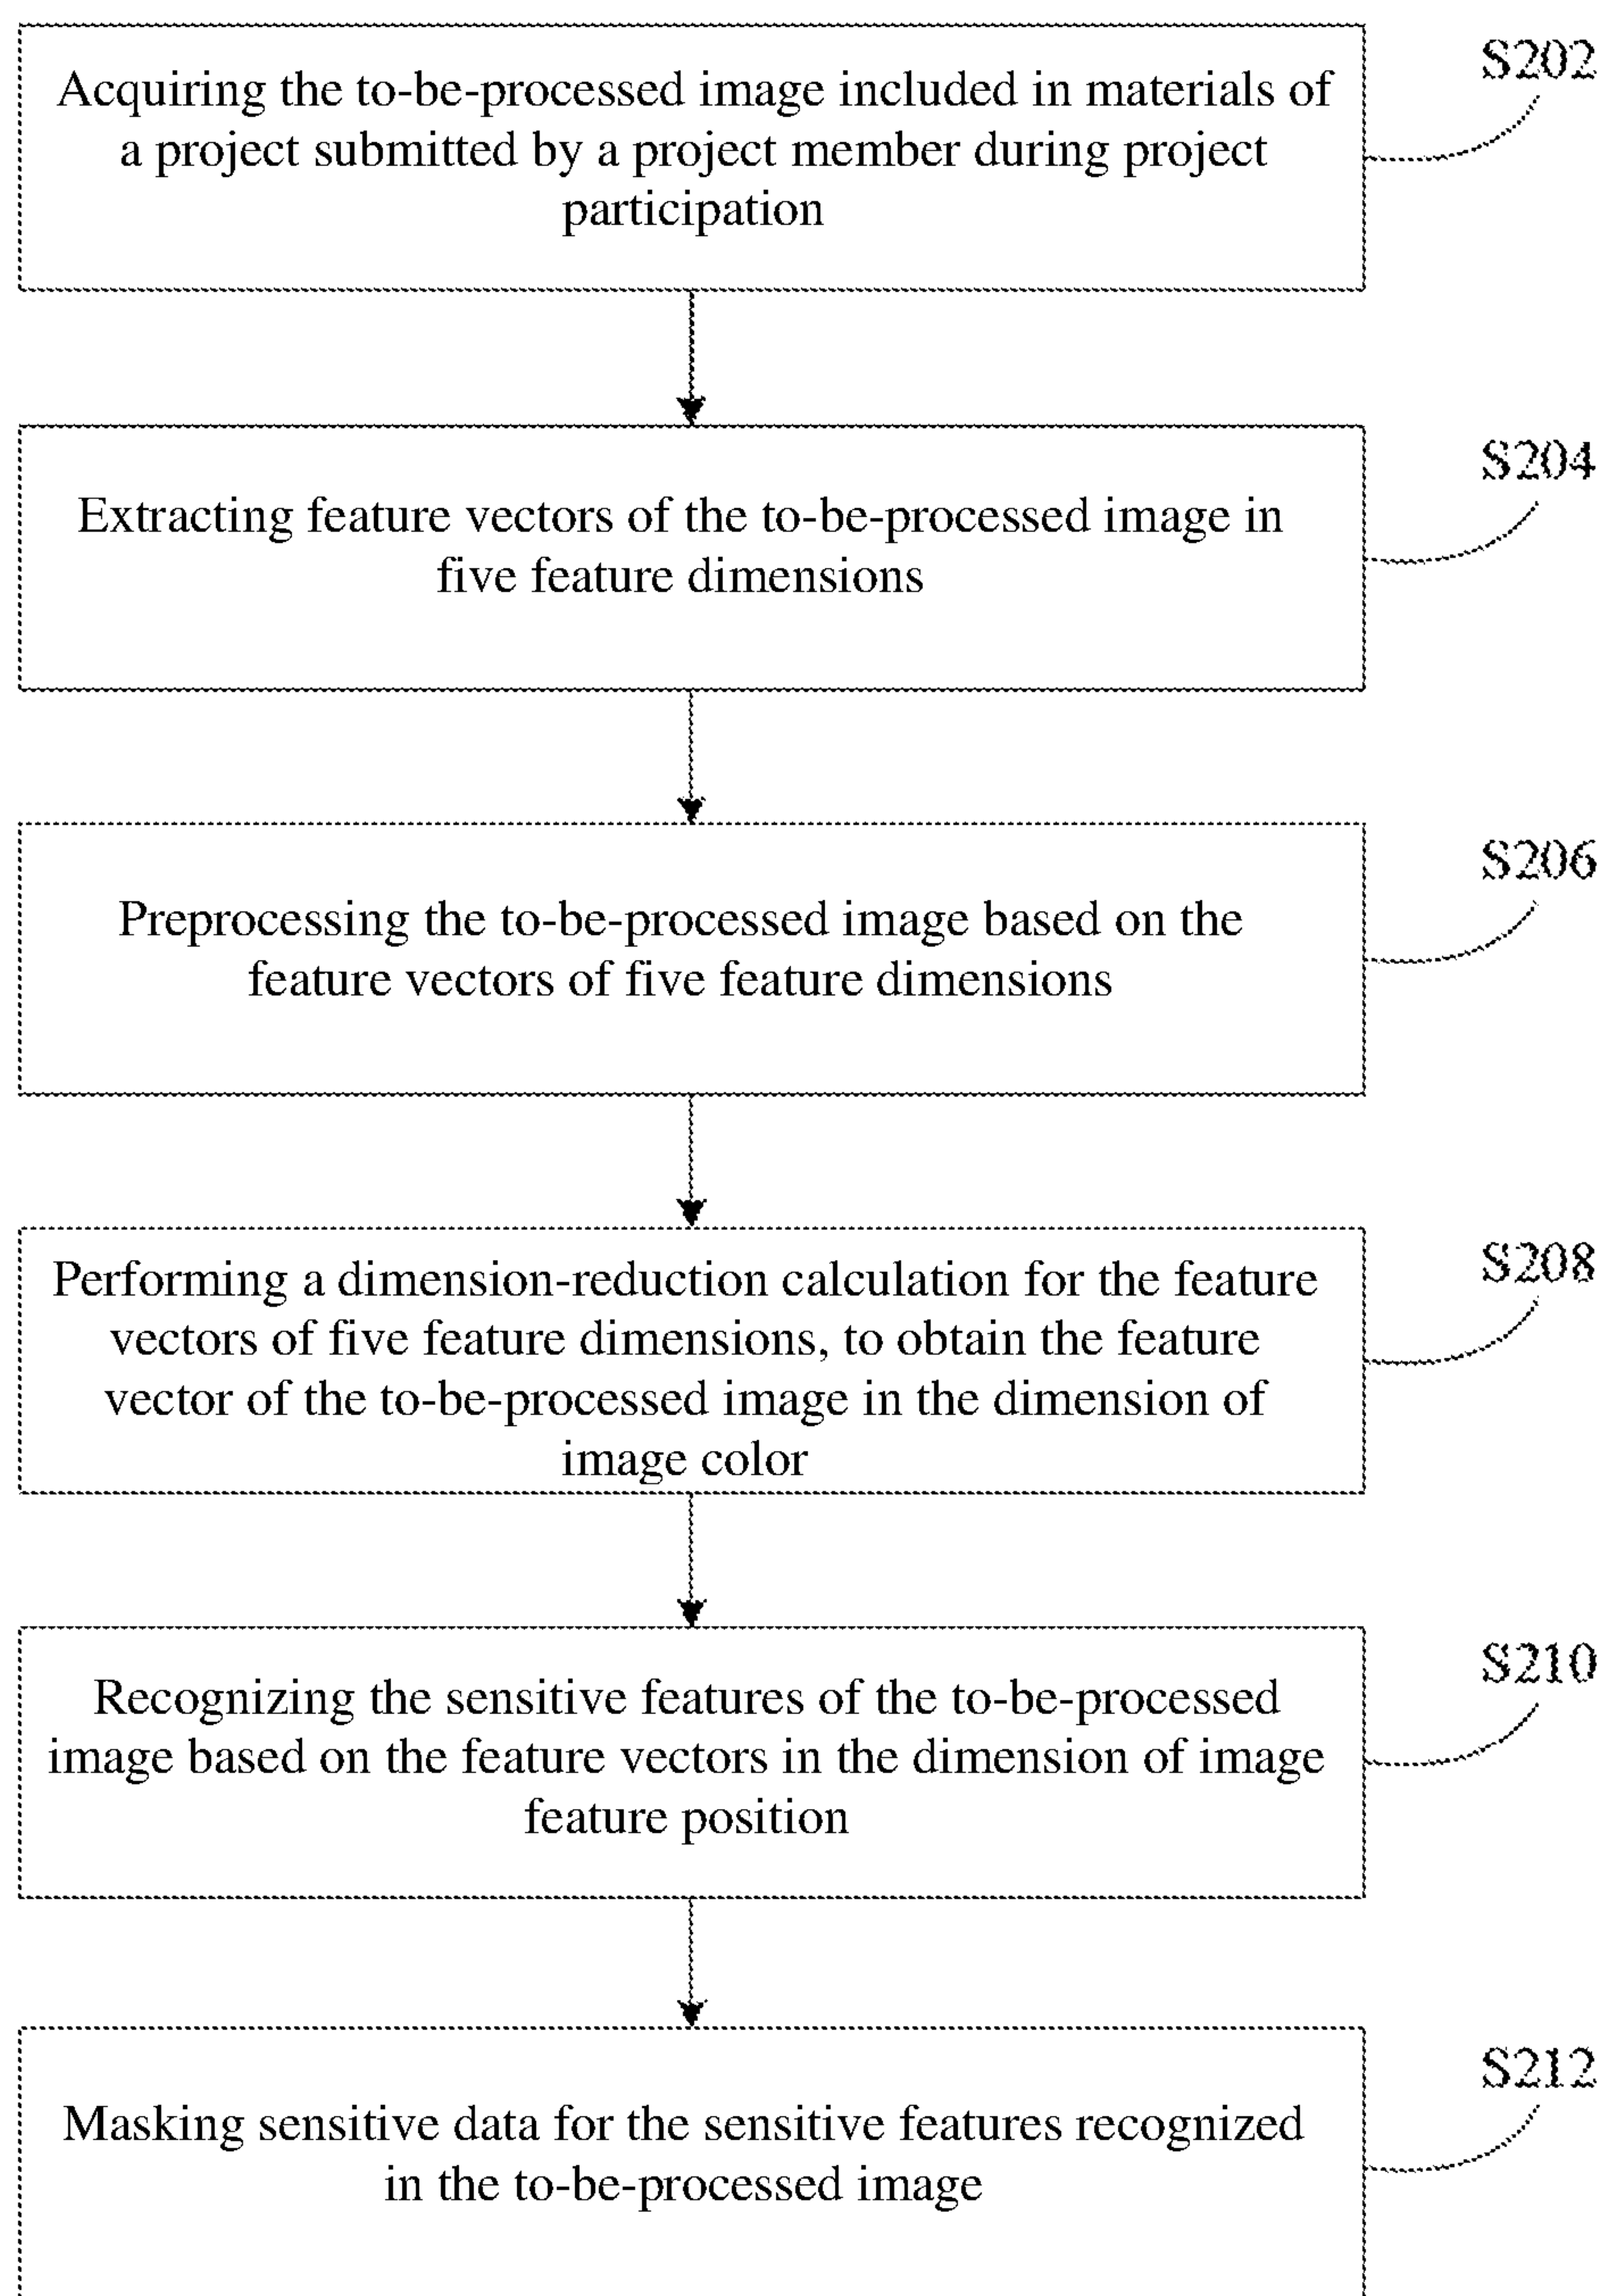 Acquiring the to-be-processed image included in materials of
a project submitted by a project member during project
participation
S202
Extracting feature vectors of the to-be-processed image in
five feature dimensions
S204
Preprocessing the to-be-processed image based on the
feature vectors of five feature dimensions
S206
Performing a dimension-reduction calculation for the feature
vectors of five feature dimensions, to obtain the feature
vector of the to-be-processed image in the dimension of
image color
S208
Recognizing the sensitive features of the to-be-processed
image based on the feature vectors in the dimension of image
feature position
S210
Masking sensitive data for the sensitive features recognized
in the to-be-processed image
S212